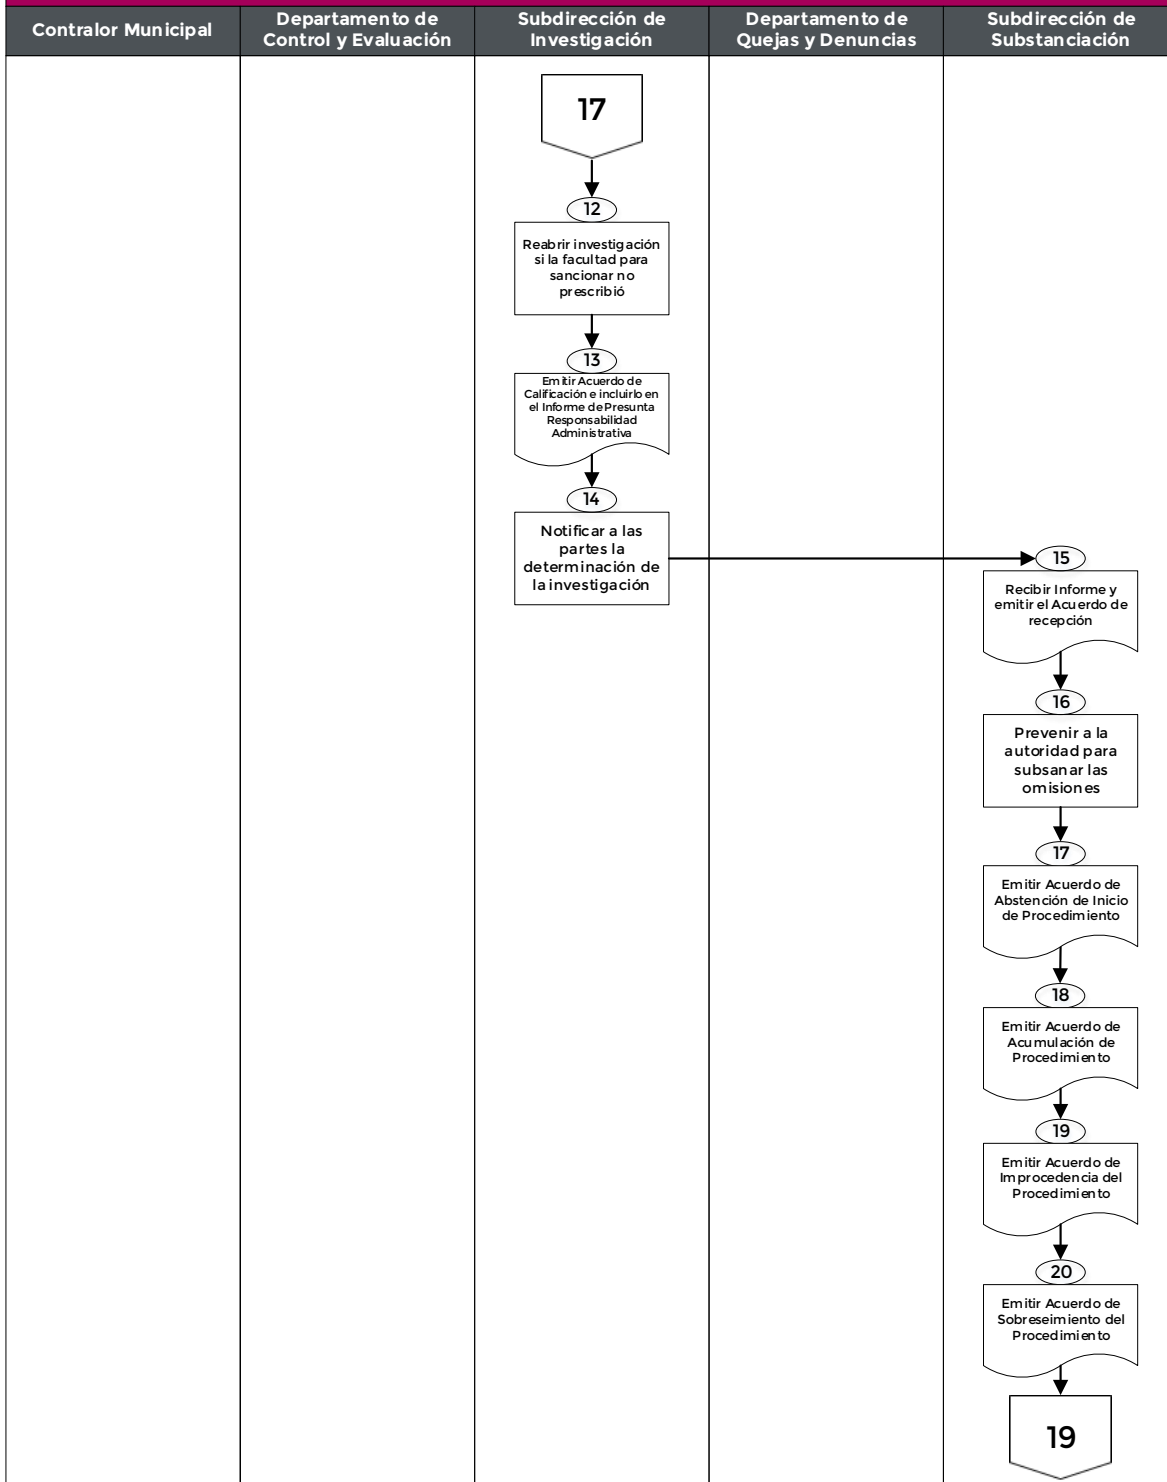 Contralor Municipal
Departamento de
Control y Evaluación
Subdirección de
Investigación
Departamento de
Quejas y Denuncias
Subdirección de
Substanciación
17
12
Reabrir investigación
si la facultad para
sancionar no
prescribió
13
Emitir Acuerdo de
Calificación e incluirlo en
el Informe de Presunta
Responsabilidad
Administrativa
14
Notificar a las
partes la
determinación de
la investigación
15
Recibir Informe y
emitir el Acuerdo de
recepción
16
Prevenir a la
autoridad para
subsanar las
omisiones
17
Emitir Acuerdo de
Abstención de Inicio
de Procedimiento
18
Emitir Acuerdo de
Acumulación de
Procedimiento
19
Emitir Acuerdo de
Improcedencia del
Procedimiento
20
Emitir Acuerdo de
Sobreseimiento del
Procedimiento
19